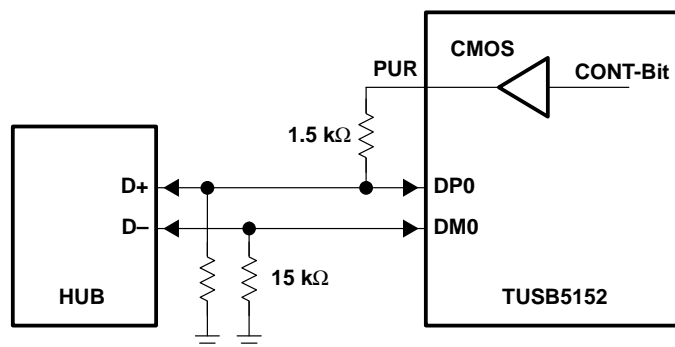 CMOS
PUR
CONT-Bit
1.5 kΩ
D+
DP0
D–
DM0
15 kΩ
HUB
TUSB5152